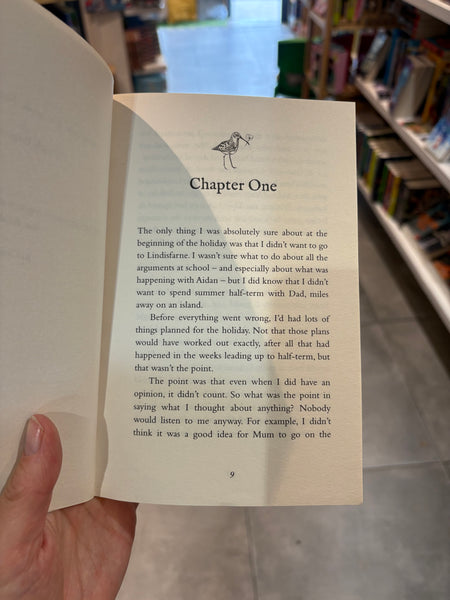 Chapter One
The only thing I was absolutely sure about at the
beginning of the holiday was that I didn't want to go
to Lindisfarne. I wasn't sure what to do about all the
arguments at school – and especially about what was
happening with Aidan – but I did know that I didn't
want to spend summer half-term with Dad, miles
away on an island.
Before everything went wrong, I'd had lots of
things planned for the holiday. Not that those plans
would have worked out exactly, after all that had
happened in the weeks leading up to half-term, but
that wasn't the point.
The point was that even when I did have an
opinion, it didn't count. So what was the point in
saying what I thought about anything? Nobody
would listen to me anyway. For example, I didn't
think it was a good idea for Mum to go on the
9